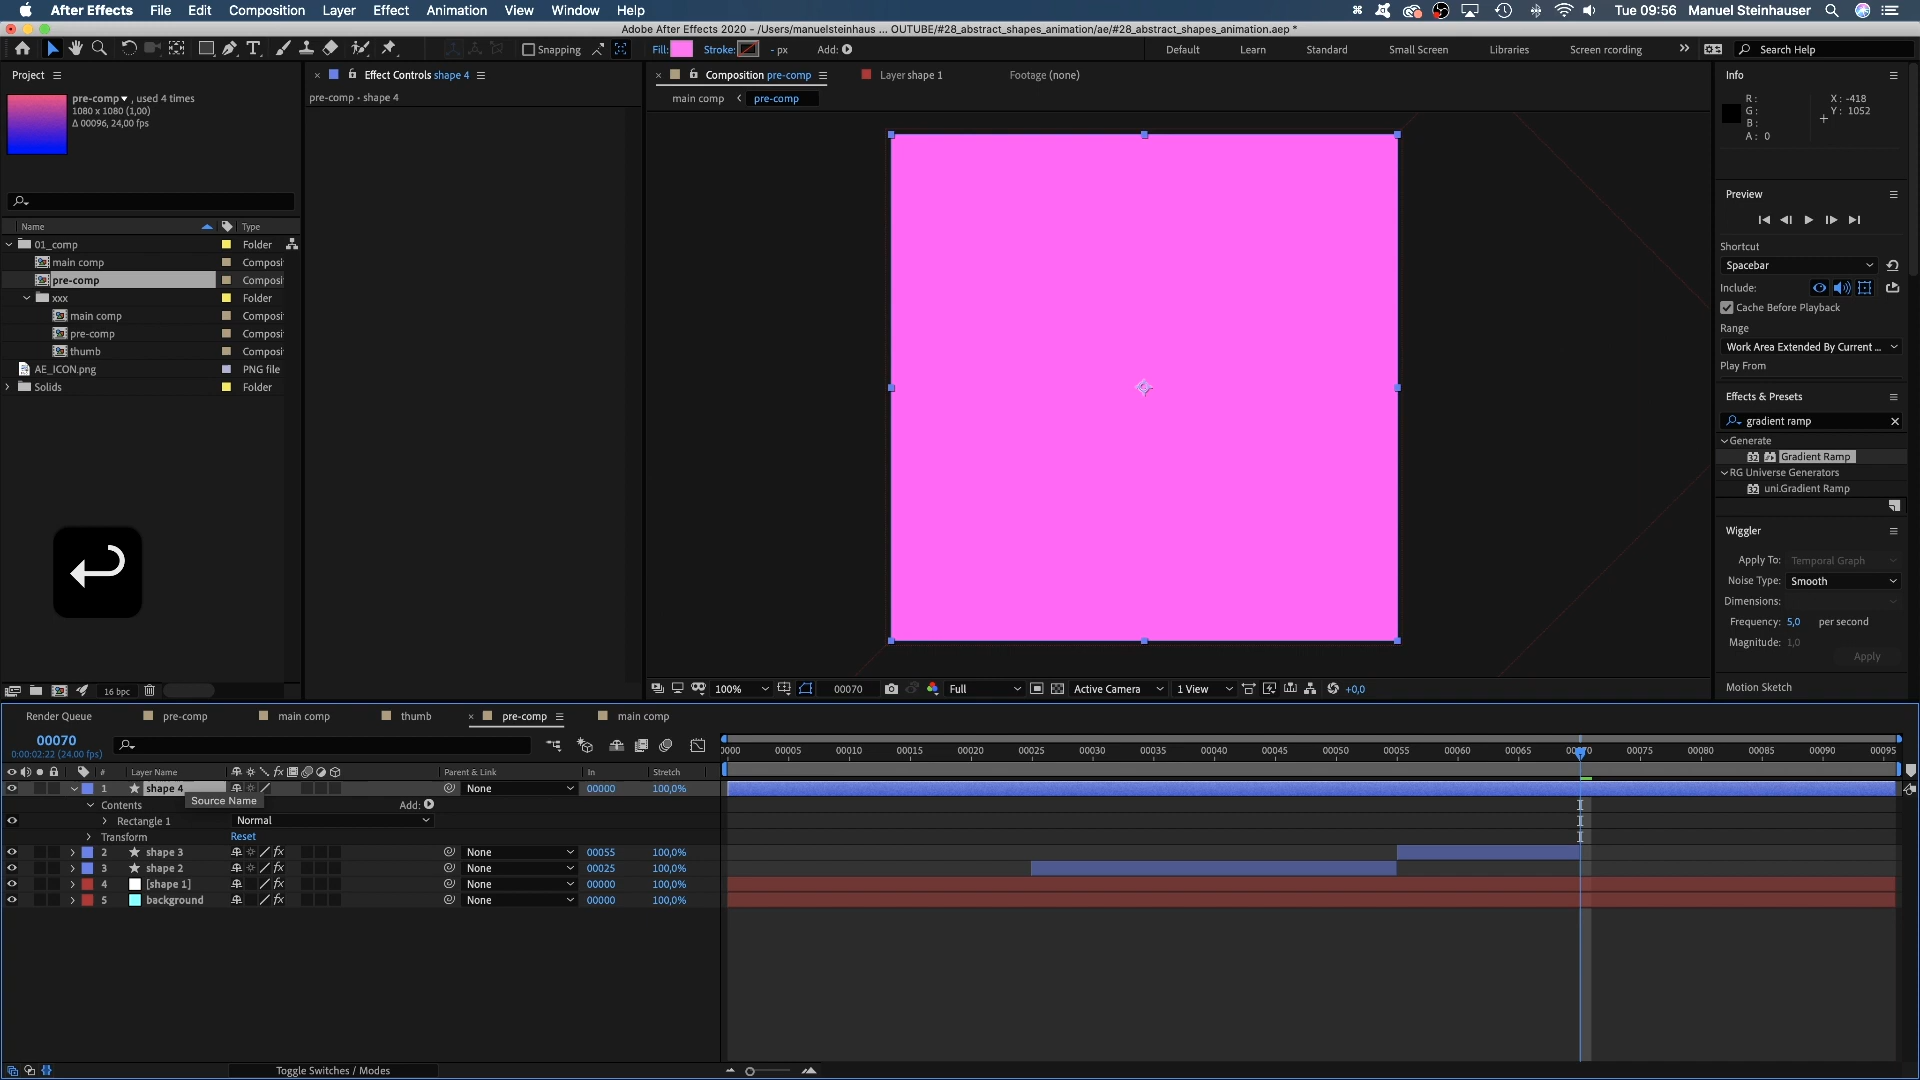 After Effects File Edit Composition Layer Effect Animation View Window Help Tue 09:56 Manuel Steinhauser
Adobe After Effects 2020 - /Users/manuelsteinhaus ... OUTUBE/#28_abstract_shapes_animation/ae/#28_abstract_shapes_animation.aep *
Snapping Fill: Stroke: - px Add: Default Learn Standard Small Screen Libraries Screen rcording Search Help
Project
Effect Controls shape 4
Composition pre-comp
Layer shape 1
Footage (none)
Info
pre-comp , used 4 times
1080 x 1080 (1,00)
Δ 00096, 24,00 fps
pre-comp • shape 4
main comp pre-comp
R:
G:
B:
A: 0
X: -418
Y: 1052
Name Type
01_comp Folder
main comp Composi
pre-comp Composi
xxx Folder
main comp Composi
pre-comp Composi
thumb Composi
AE_ICON.png PNG file
Solids Folder
16 bpc
100% 00070 Full Active Camera 1 View +0,0
Preview
Shortcut
Spacebar
Include:
Cache Before Playback
Range
Work Area Extended By Current ...
Play From
Effects & Presets
gradient ramp
Generate
32 Gradient Ramp
RG Universe Generators
32 uni.Gradient Ramp
Wiggler
Apply To: Temporal Graph
Noise Type: Smooth
Dimensions:
Frequency: 5,0 per second
Magnitude: 1,0
Apply
Motion Sketch
Render Queue pre-comp main comp thumb pre-comp main comp
00070
0:00:02:22 (24.00 fps)
0000 00005 00010 00015 00020 00025 00030 00035 00040 00045 00050 00055 00060 00065 00070 00075 00080 00085 00090 00095
# Layer Name Parent & Link In Stretch
1 shape 4 None 00000 100,0%
Source Name
Contents Add:
Rectangle 1 Normal
Transform Reset
2 shape 3 fx None 00055 100,0%
3 shape 2 fx None 00025 100,0%
4 [shape 1] fx None 00000 100,0%
5 background fx None 00000 100,0%
Toggle Switches / Modes